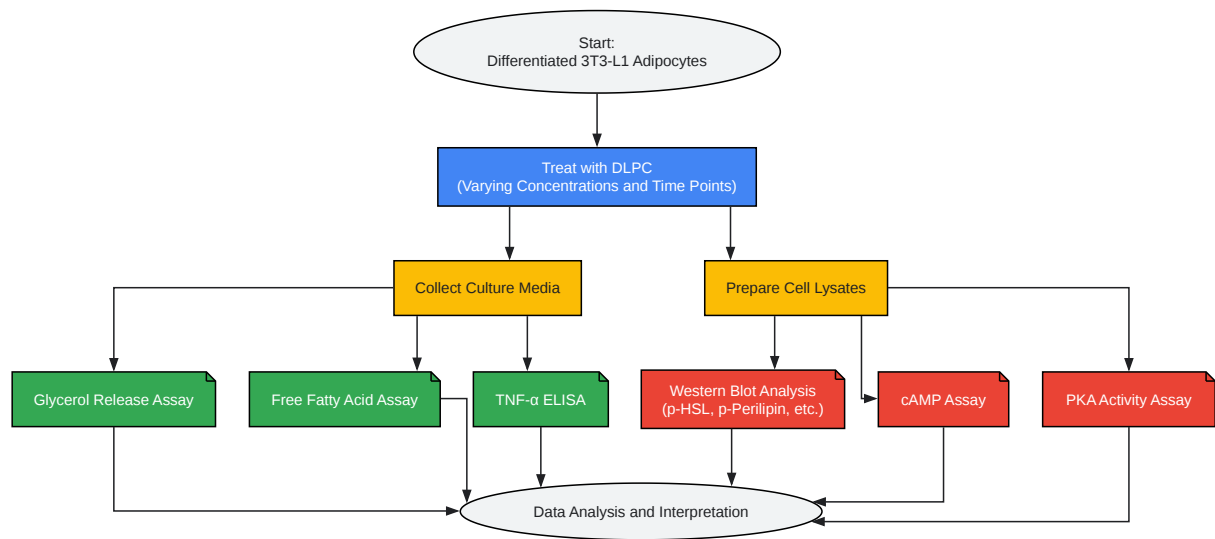 Start:
Differentiated 3T3-L1 Adipocytes
Treat with DLPC
(Varying Concentrations and Time Points)
Collect Culture Media
Prepare Cell Lysates
Glycerol Release Assay
Free Fatty Acid Assay
TNF-α ELISA
Western Blot Analysis
(p-HSL, p-Perilipin, etc.)
cAMP Assay
PKA Activity Assay
Data Analysis and Interpretation